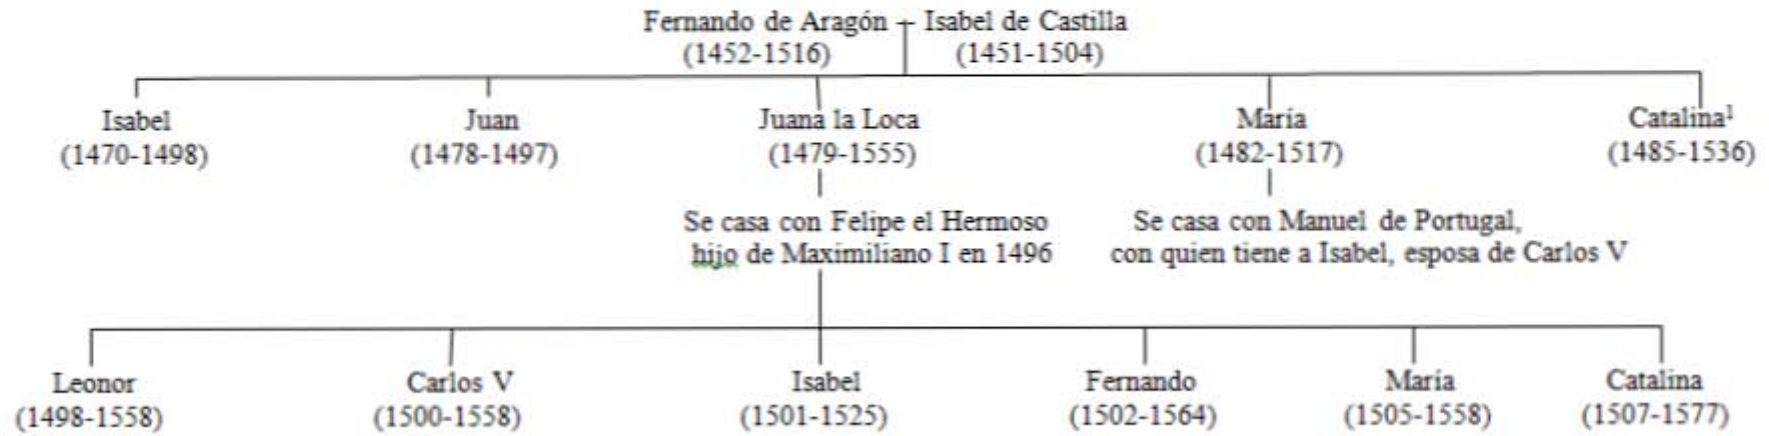 Fernando de Aragón Isabel de Castilla
(1452-1516) (1451-1504)
Isabel Juan Juana la Loca María Catalina¹
(1470-1498) (1478-1497) (1479-1555) (1482-1517) (1485-1536)
Se casa con Felipe el Hermoso
hijo de Maximiliano I en 1496
Se casa con Manuel de Portugal,
con quien tiene a Isabel, esposa de Carlos V
Leonor Carlos V Isabel Fernando María Catalina
(1498-1558) (1500-1558) (1501-1525) (1502-1564) (1505-1558) (1507-1577)